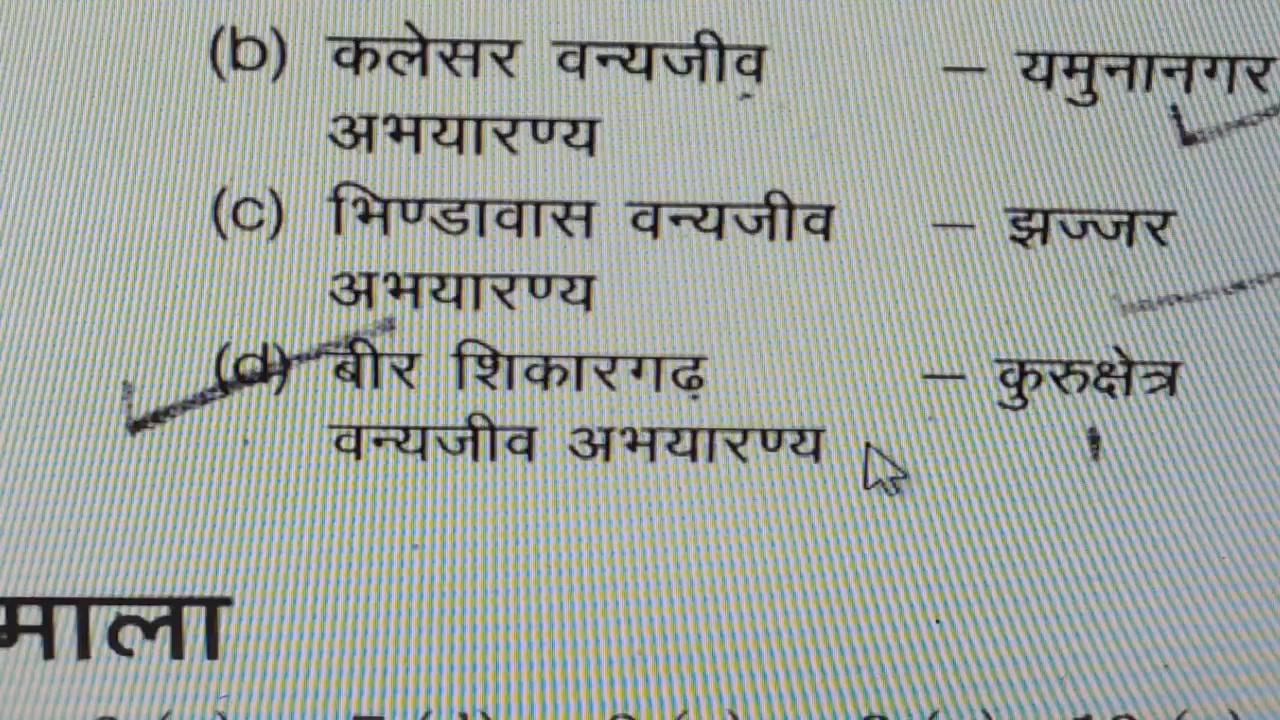 (b) कलेसर वन्यजीव – यमुनानगर
अभयारण्य
(c) भिण्डावास वन्यजीव – झज्जर
अभयारण्य
(d) बीर शिकारगढ़ – कुरुक्षेत्र
वन्यजीव अभयारण्य
माला